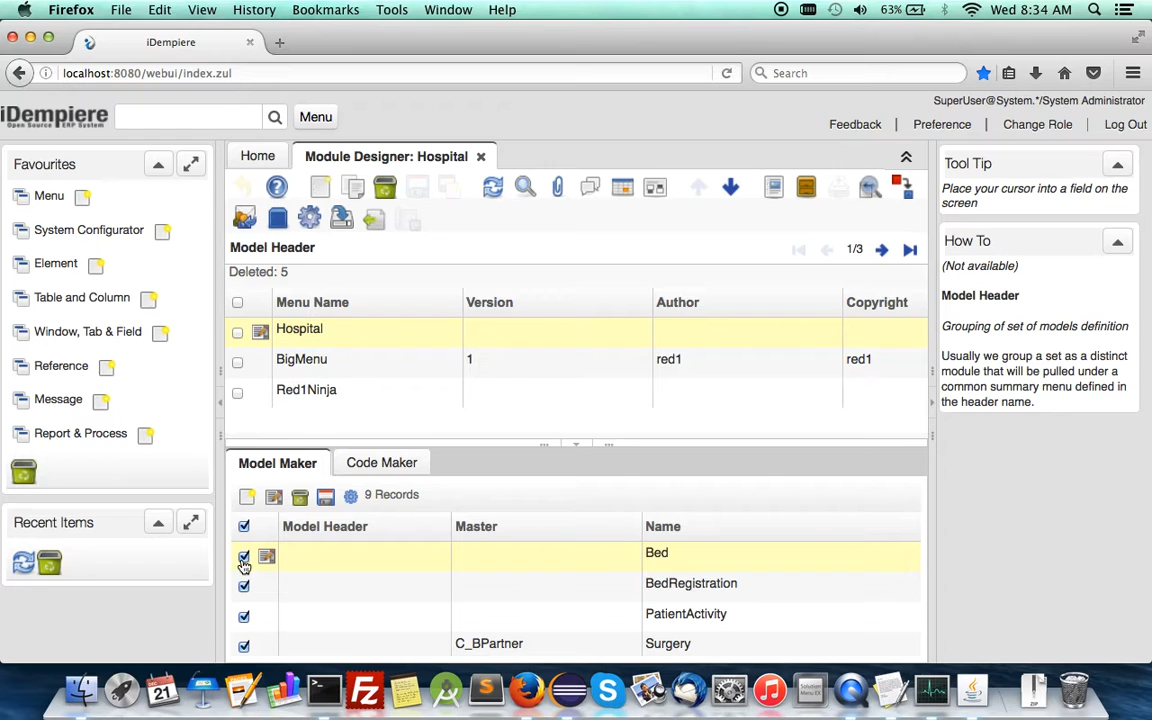 Firefox File Edit View History Bookmarks Tools Window Help 63% Wed 8:34 AM
iDempiere
localhost:8080/webui/index.zul Search
iDempiere Menu
Open Source ERP System
SuperUser@System.*/System Administrator
Feedback | Preference | Change Role | Log Out
Favourites
Menu
System Configurator
Element
Table and Column
Window, Tab & Field
Reference
Message
Report & Process
Recent Items
Home Module Designer: Hospital
Model Header 1/3
Deleted: 5
Menu Name Version Author Copyright
Hospital
BigMenu 1 red1 red1
Red1Ninja
Model Maker Code Maker
9 Records
Model Header Master Name
Bed
BedRegistration
PatientActivity
C_BPartner Surgery
Tool Tip
Place your cursor into a field on the
screen
How To
(Not available)
Model Header
Grouping of set of models definition
Usually we group a set as a distinct
module that will be pulled under a
common summary menu defined in
the header name.